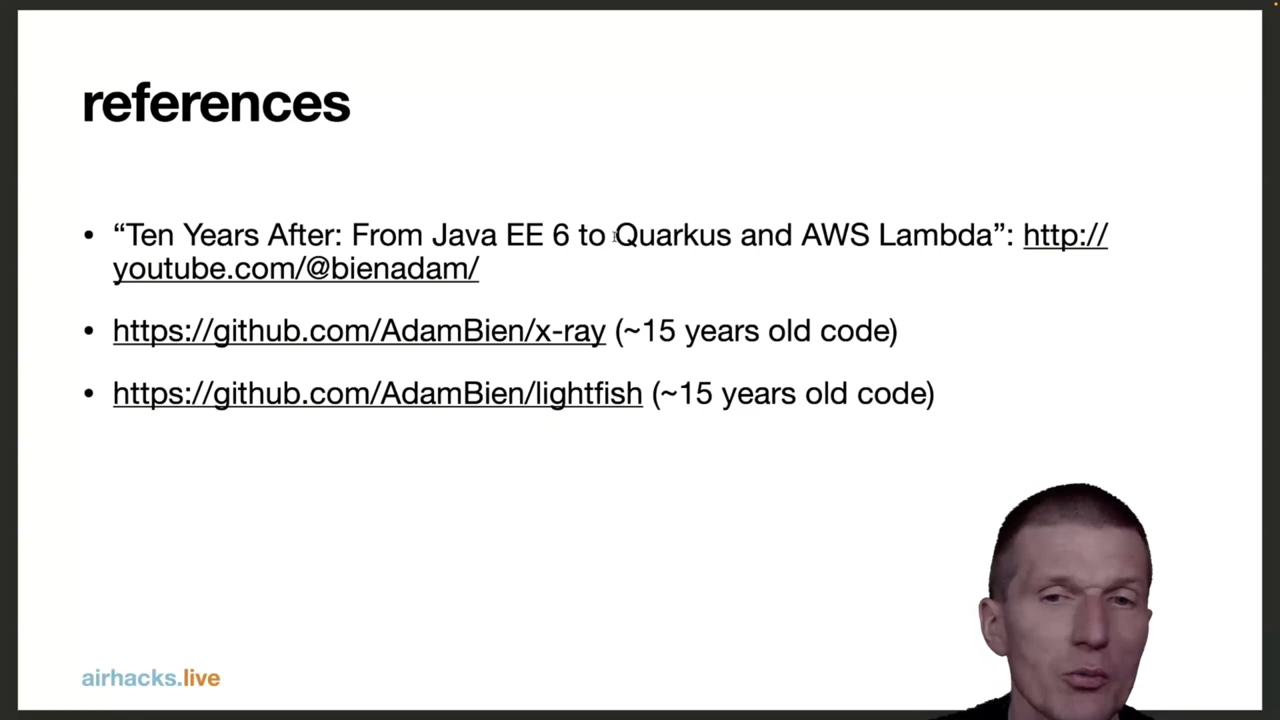 references
• “Ten Years After: From Java EE 6 to Quarkus and AWS Lambda”: http://
youtube.com/@bienadam/
• https://github.com/AdamBien/x-ray (~15 years old code)
• https://github.com/AdamBien/lightfish (~15 years old code)
airhacks.live